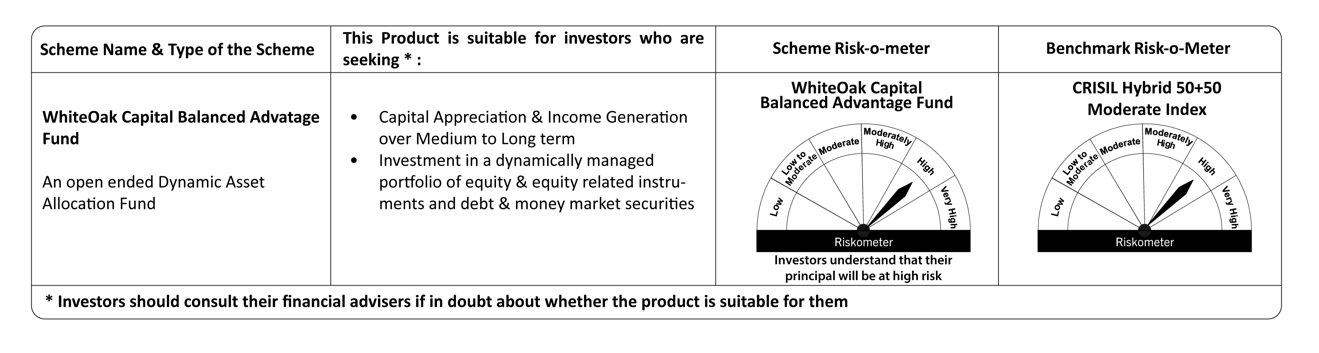 Scheme Name & Type of the Scheme
This Product is suitable for investors who are
seeking * :
Scheme Risk-o-meter
Benchmark Risk-o-Meter
WhiteOak Capital Balanced Advatage
Fund
An open ended Dynamic Asset
Allocation Fund
• Capital Appreciation & Income Generation
over Medium to Long term
• Investment in a dynamically managed
portfolio of equity & equity related instru-
ments and debt & money market securities
WhiteOak Capital
Balanced Advantage Fund
Low
Low to
Moderate
Moderate
Moderately
High
High
Very High
Riskometer
Investors understand that their
principal will be at high risk
CRISIL Hybrid 50+50
Moderate Index
Low
Low to
Moderate
Moderate
Moderately
High
High
Very High
Riskometer
* Investors should consult their financial advisers if in doubt about whether the product is suitable for them